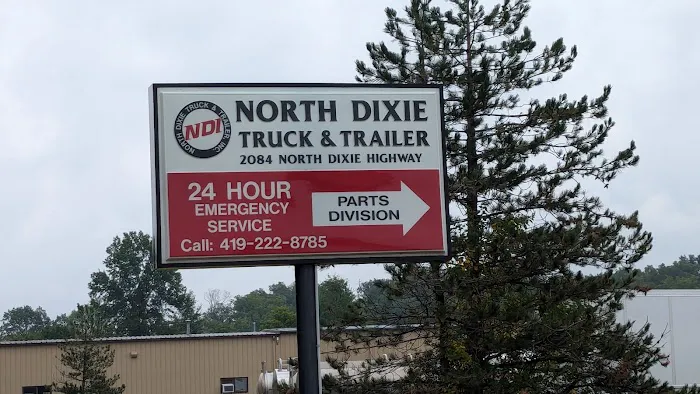 NORTH DIXIE TRUCK & TRAILER, INC.
NDI
NORTH DIXIE
TRUCK & TRAILER
2084 NORTH DIXIE HIGHWAY
24 HOUR
EMERGENCY
SERVICE
Call: 419-222-8785
PARTS
DIVISION